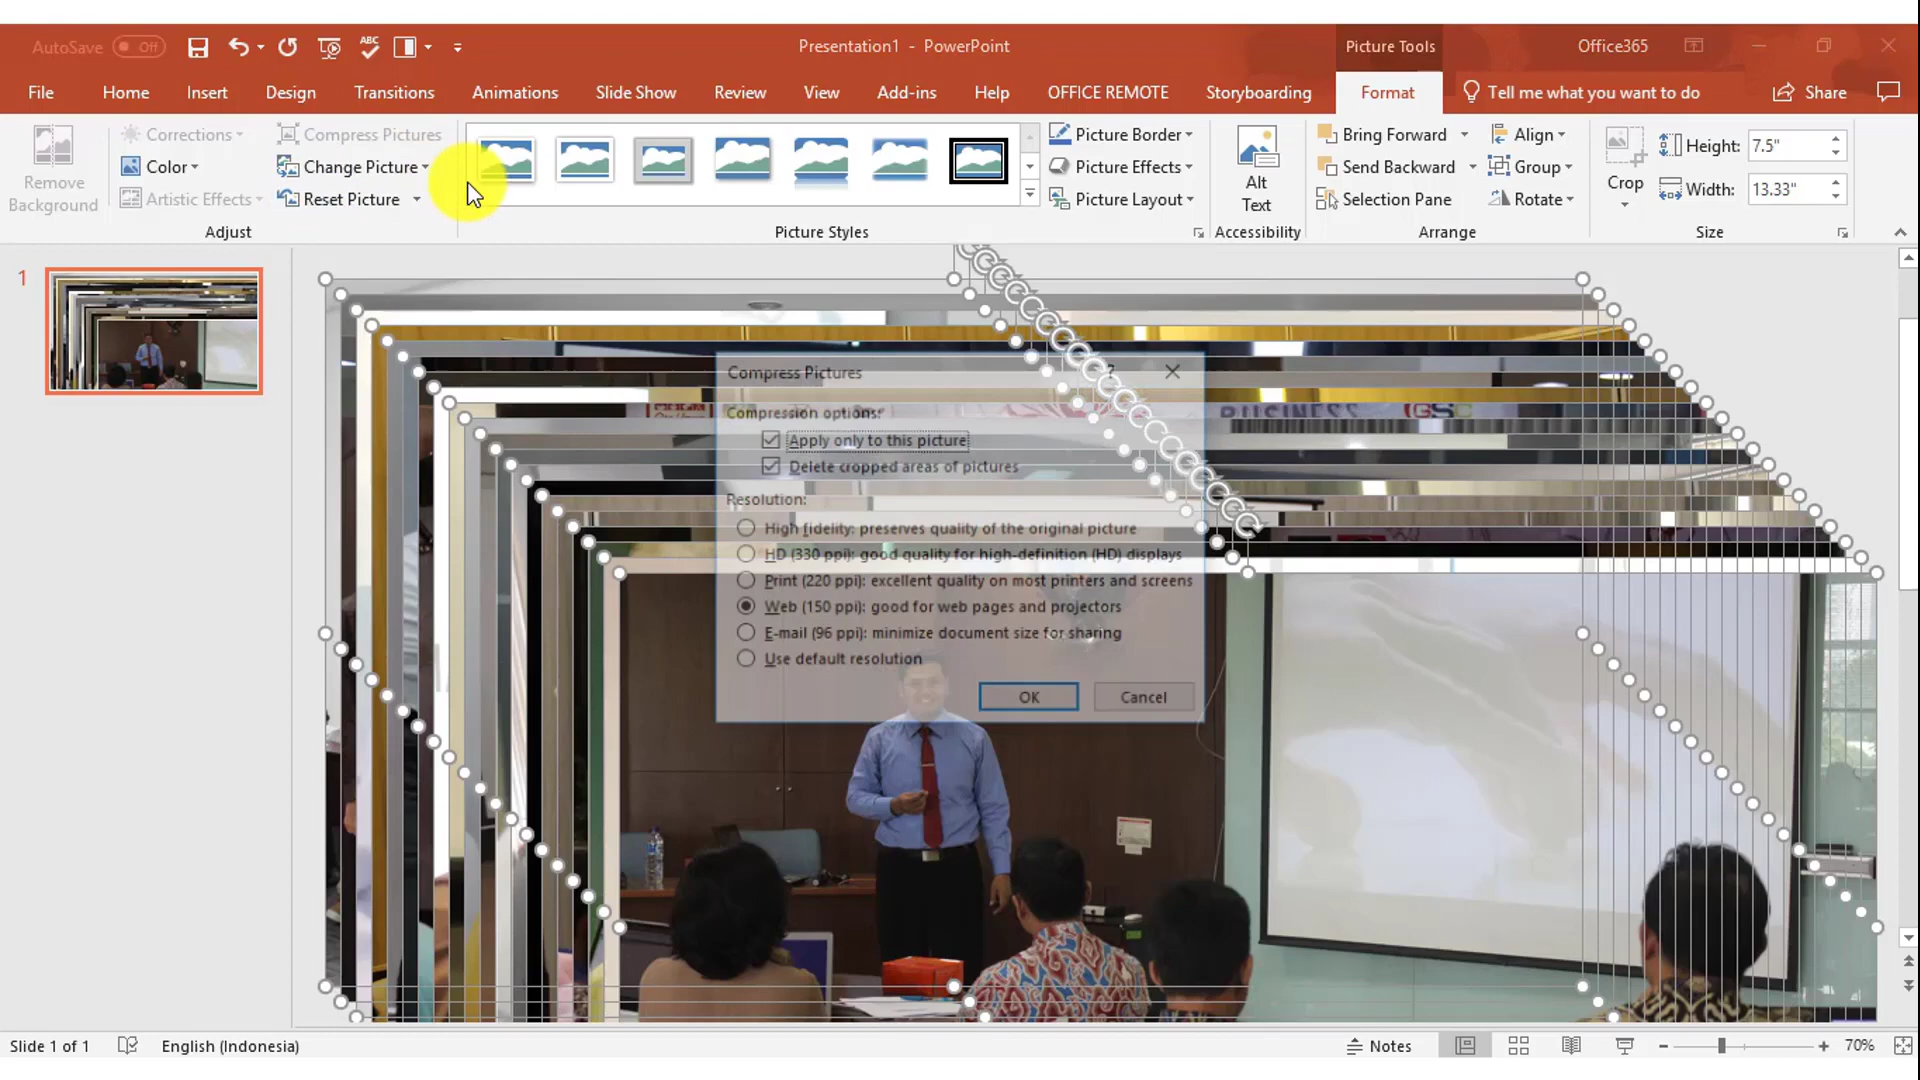 AutoSave Off
Presentation1 - PowerPoint
Picture Tools
Office365
ABC
File Home Insert Design Transitions Animations Slide Show Review View Add-ins Help OFFICE REMOTE Storyboarding Format Tell me what you want to do Share
Remove Background
Corrections
Color
Artistic Effects
Compress Pictures
Change Picture
Reset Picture
Adjust
Picture Border
Picture Effects
Picture Layout
Picture Styles
Alt Text
Accessibility
Bring Forward
Send Backward
Selection Pane
Align
Group
Rotate
Arrange
Crop
Height: 7.5"
Width: 13.33"
Size
1
Compress Pictures
?
Compression options:
Apply only to this picture
Delete cropped areas of pictures
Resolution:
High fidelity: preserves quality of the original picture
HD (330 ppi): good quality for high-definition (HD) displays
Print (220 ppi): excellent quality on most printers and screens
Web (150 ppi): good for web pages and projectors
E-mail (96 ppi): minimize document size for sharing
Use default resolution
OK Cancel
BUSINESS GSC
Slide 1 of 1 English (Indonesia) Notes 70%